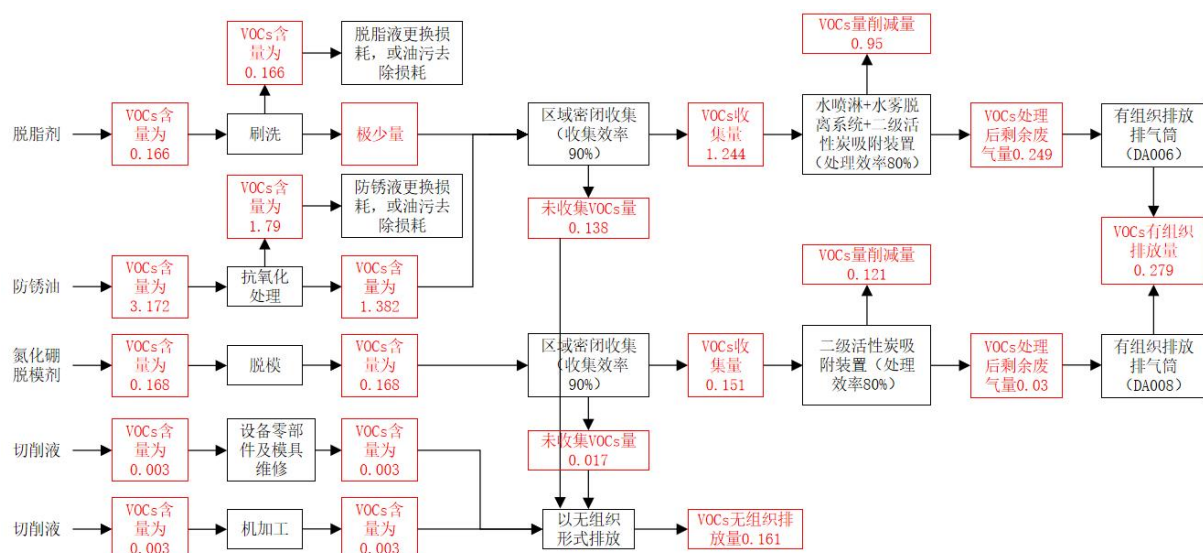 脱脂剂
VOCs含
量为
0.166
VOCs含
量为
0.166
脱脂液更换损
耗，或油污去
除损耗
刷洗
极少量
区域密闭收集
（收集效率
90%）
VOCs收
集量
1.244
VOCs量削减量
0.95
水喷淋+水雾脱
离系统+二级活
性炭吸附装置
（处理效率80%）
VOCs处理
后剩余废
气量0.249
有组织排放
排气筒
（DA006）
未收集VOCs量
0.138
VOCs含
量为
1.79
防锈液更换损
耗，或油污去
除损耗
防锈油
VOCs含
量为
3.172
抗氧化
处理
VOCs含
量为
1.382
VOCs有组织
排放量
0.279
VOCs量削减量
0.121
氮化硼
脱模剂
VOCs含
量为
0.168
脱模
VOCs含
量为
0.168
区域密闭收集
（收集效率
90%）
VOCs收
集量
0.151
二级活性炭吸
附装置（处理
效率80%）
VOCs处理
后剩余废
气量0.03
有组织排放
排气筒
（DA008）
未收集VOCs量
0.017
切削液
VOCs含
量为
0.003
设备零部
件及模具
维修
VOCs含
量为
0.003
切削液
VOCs含
量为
0.003
机加工
VOCs含
量为
0.003
以无组织
形式排放
VOCs无组织排
放量0.161